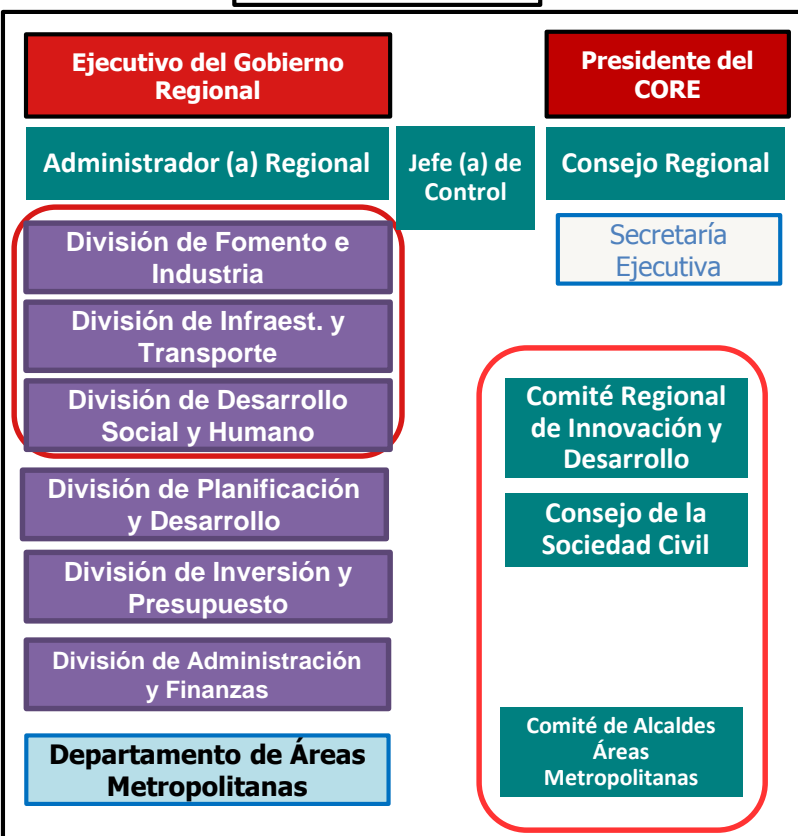 Ejecutivo del Gobierno
Regional
Presidente del
CORE
Administrador (a) Regional
Jefe (a) de
Control
Consejo Regional
División de Fomento e
Industria
Secretaría
Ejecutiva
División de Infraest. y
Transporte
División de Desarrollo
Social y Humano
Comité Regional
de Innovación y
Desarrollo
División de Planificación
y Desarrollo
Consejo de la
Sociedad Civil
División de Inversión y
Presupuesto
División de Administración
y Finanzas
Departamento de Áreas
Metropolitanas
Comité de Alcaldes
Áreas
Metropolitanas